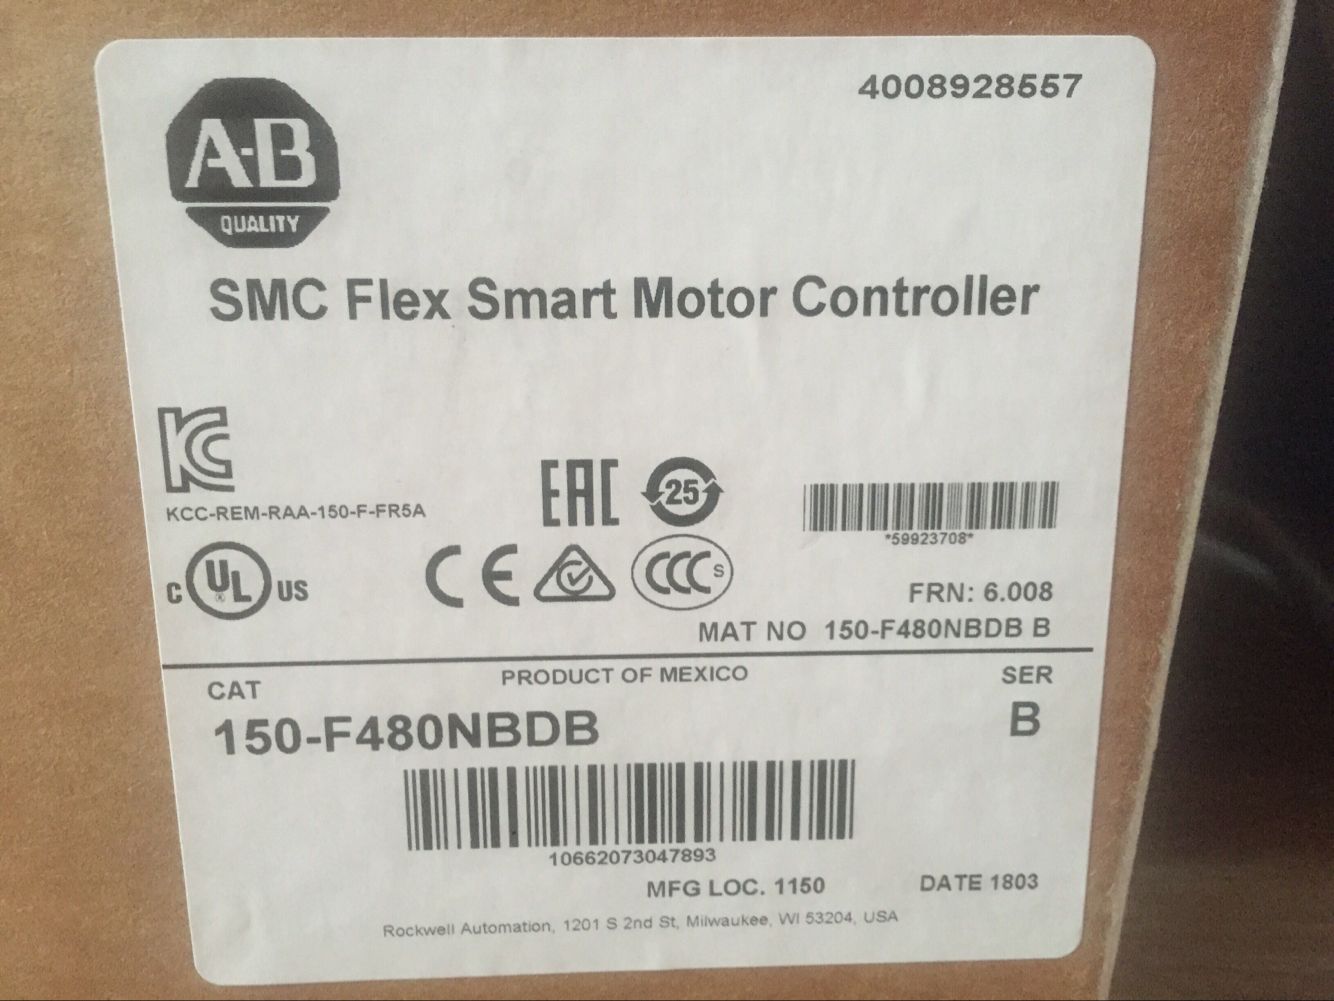 4008928557
A-B
QUALITY
SMC Flex Smart Motor Controller
KC
KCC-REM-RAA-150-F-FR5A
EAC
25
*59923708*
C UL ® US
CE
CCC S
FRN: 6.008
MAT NO 150-F480NBDB B
PRODUCT OF MEXICO
CAT
SER
150-F480NBDB
B
10662073047893
MFG LOC. 1150
DATE 1803
Rockwell Automation, 1201 S 2nd St, Milwaukee, WI 53204, USA